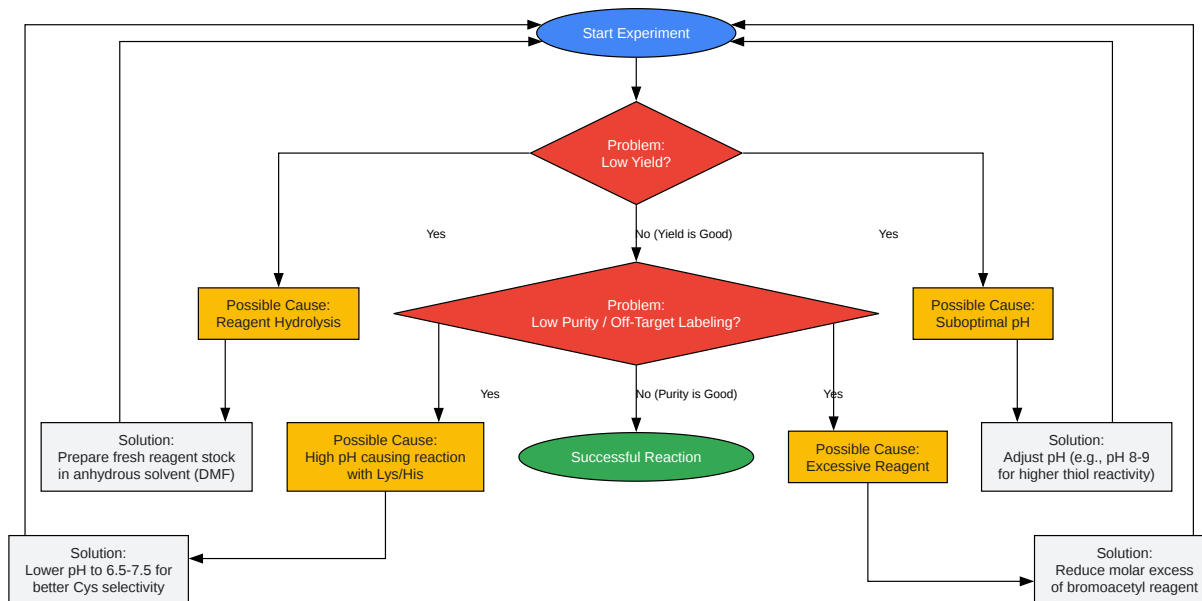 Start Experiment
Problem:
Low Yield?
Yes
No (Yield is Good)
Yes
Possible Cause:
Reagent Hydrolysis
Problem:
Low Purity / Off-Target Labeling?
Possible Cause:
Suboptimal pH
Yes
No (Purity is Good)
Yes
Solution:
Prepare fresh reagent stock
in anhydrous solvent (DMF)
Possible Cause:
High pH causing reaction
with Lys/His
Successful Reaction
Possible Cause:
Excessive Reagent
Solution:
Adjust pH (e.g., pH 8-9
for higher thiol reactivity)
Solution:
Lower pH to 6.5-7.5 for
better Cys selectivity
Solution:
Reduce molar excess
of bromoacetyl reagent